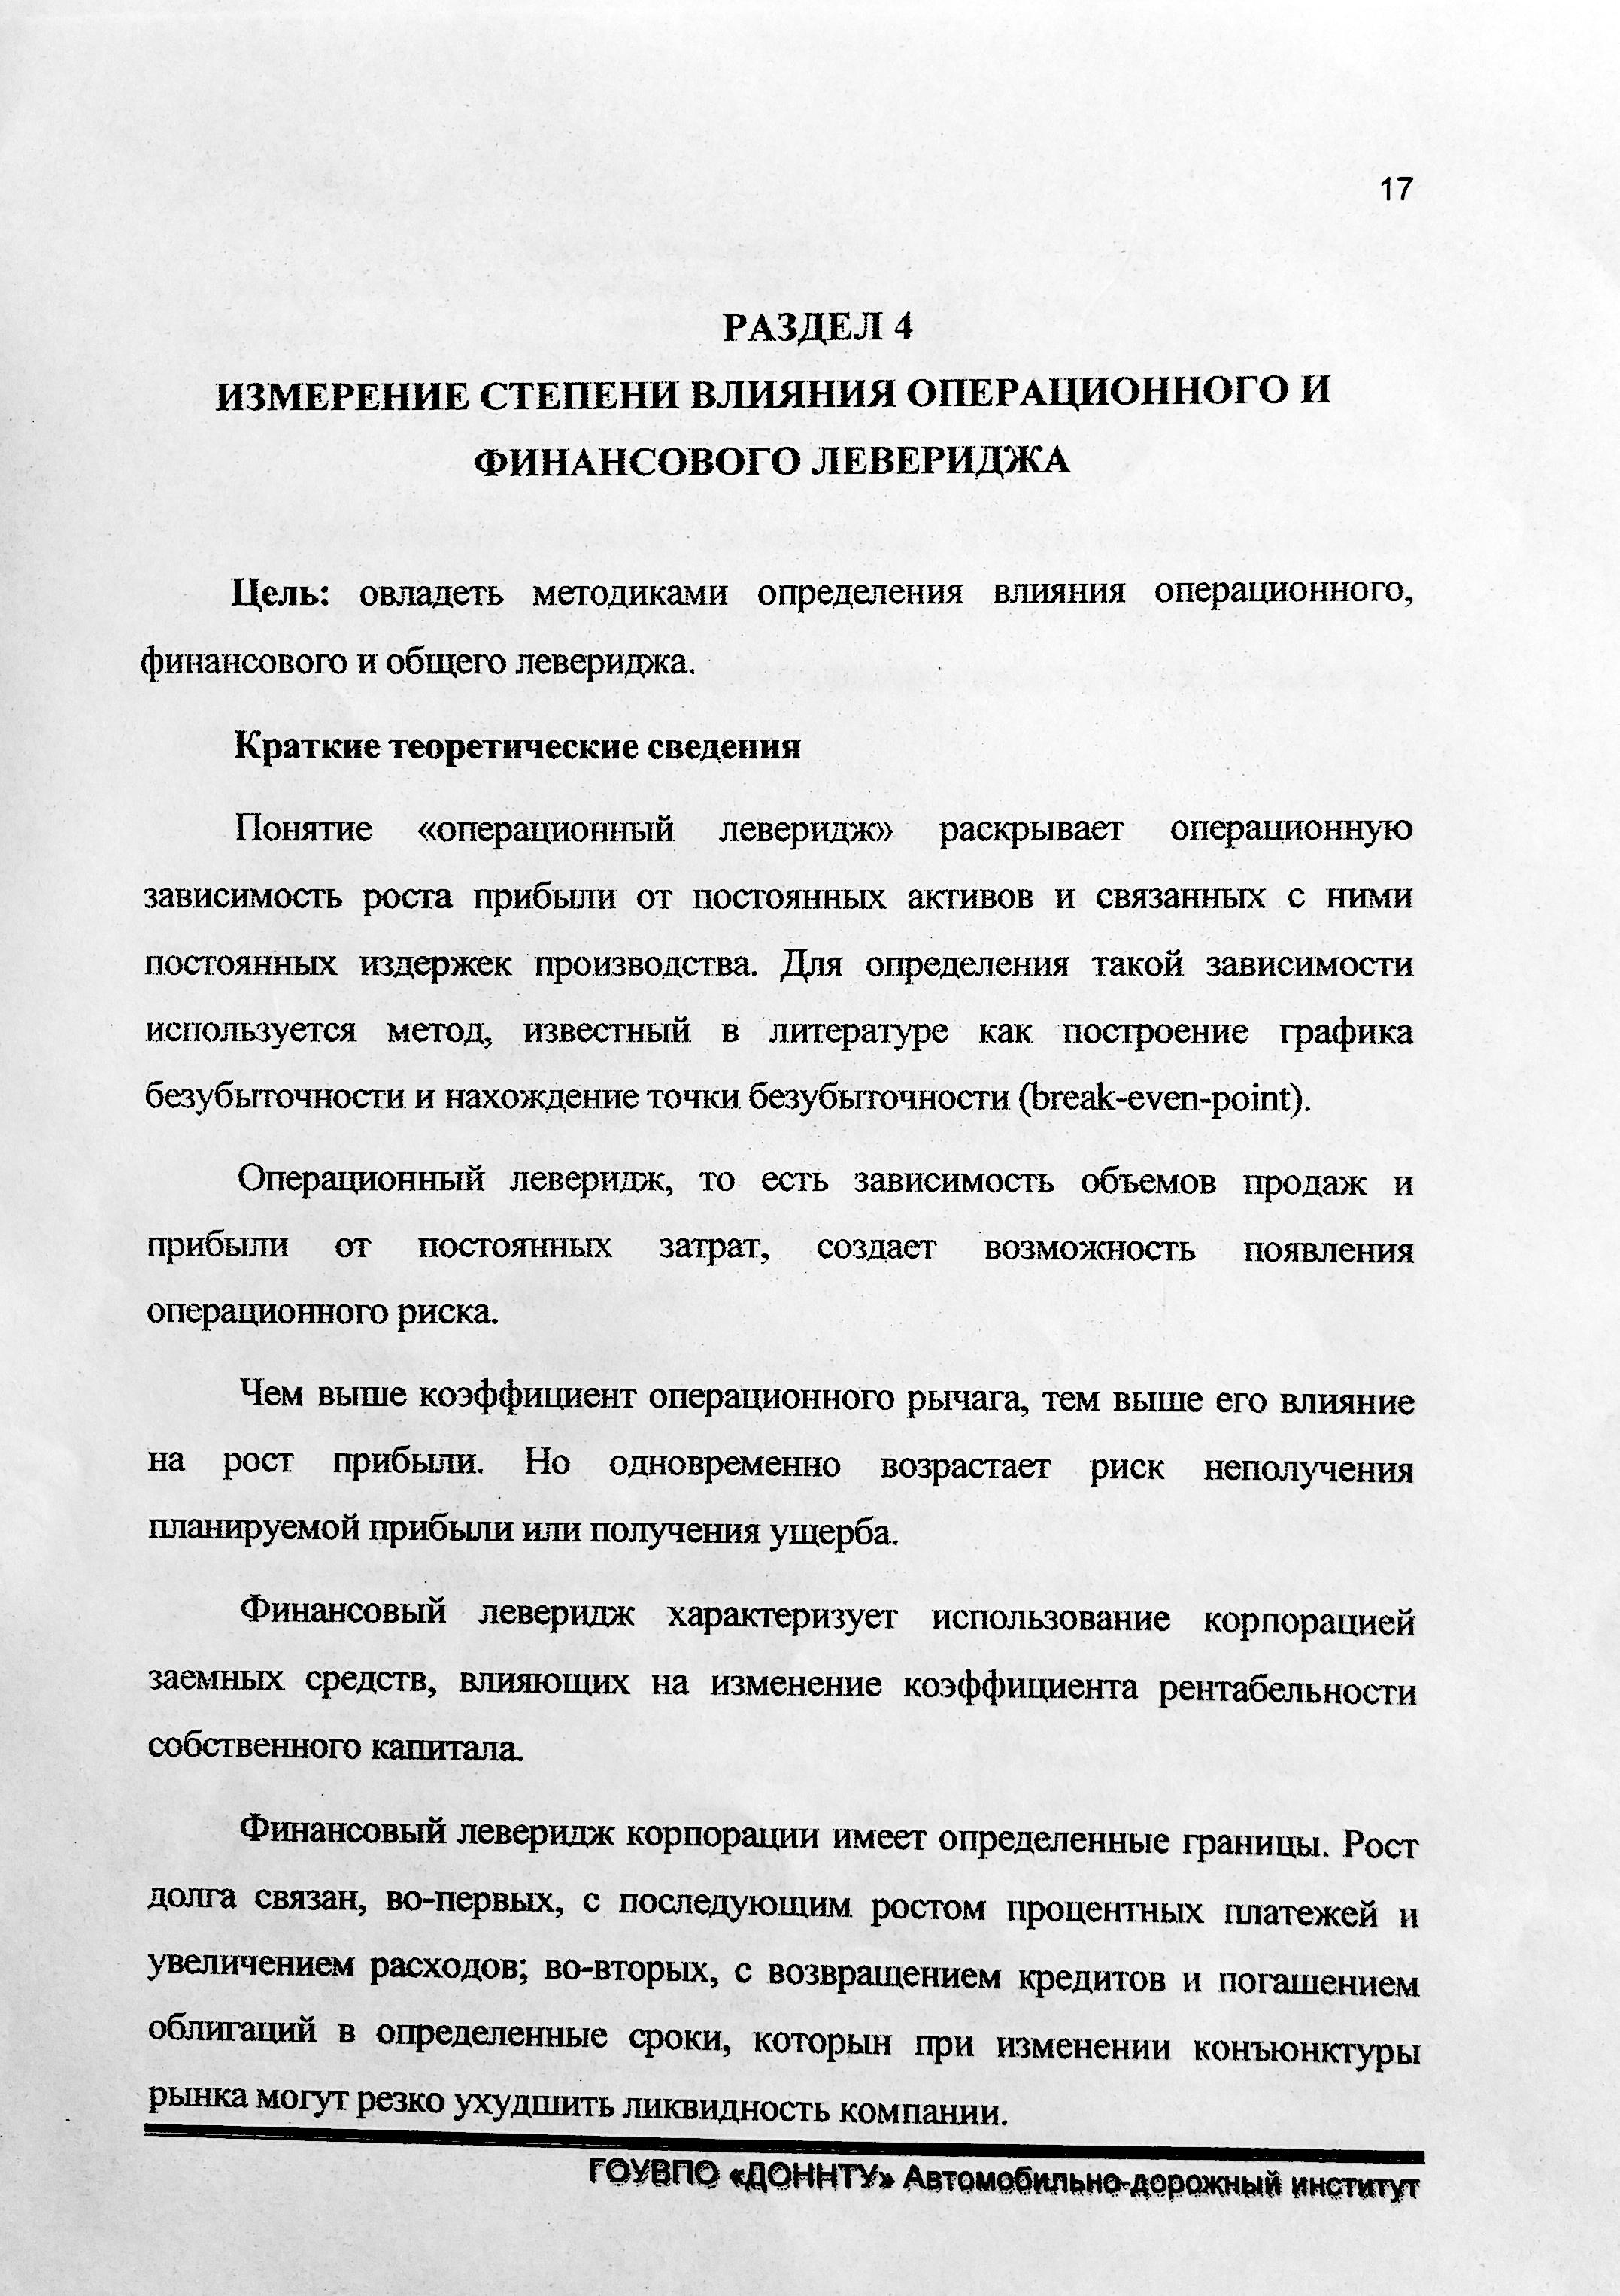 17
РАЗДЕЛ 4
ИЗМЕРЕНИЕ СТЕПЕНИ ВЛИЯНИЯ ОПЕРАЦИОННОГО И
ФИНАНСОВОГО ЛЕВЕРИДЖА
Цель: овладеть методиками определения влияния операционного,
финансового и общего левериджа.
Краткие теоретические сведения
Понятие «операционный леверидж» раскрывает операционную
зависимость роста прибыли от постоянных активов и связанных с ними
постоянных издержек производства. Для определения такой зависимости
используется метод, известный в литературе как построение графика
безубыточности и нахождение точки безубыточности (break-even-point).
Операционный леверидж, то есть зависимость объемов продаж и
прибыли от постоянных затрат, создает возможность появления
операционного риска.
Чем выше коэффициент операционного рычага, тем выше его влияние
на рост прибыли. Но одновременно возрастает риск неполучения
планируемой прибыли или получения ущерба.
Финансовый леверидж характеризует использование корпорацией
заемных средств, влияющих на изменение коэффициента рентабельности
собственного капитала.
Финансовый леверидж корпорации имеет определенные границы. Рост
долга связан, во-первых, с последующим ростом процентных платежей и
увеличением расходов; во-вторых, с возвращением кредитов и погашением
облигаций в определенные сроки, которын при изменении конъюнктуры
рынка могут резко ухудшить ликвидность компании.
ГОУВПО «ДОННТУ» Автомобильно-дорожный институт